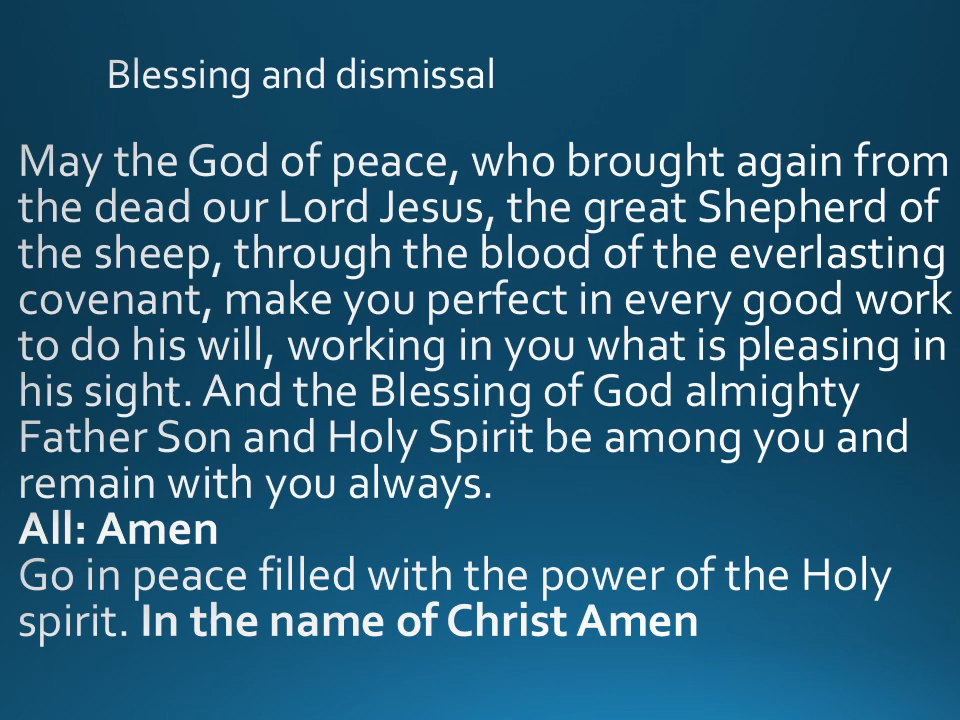 Blessing and dismissal
May the God of peace, who brought again from
the dead our Lord Jesus, the great Shepherd of
the sheep, through the blood of the everlasting
covenant, make you perfect in every good work
to do his will, working in you what is pleasing in
his sight. And the Blessing of God almighty
Father Son and Holy Spirit be among you and
remain with you always.
All: Amen
Go in peace filled with the power of the Holy
spirit. In the name of Christ Amen